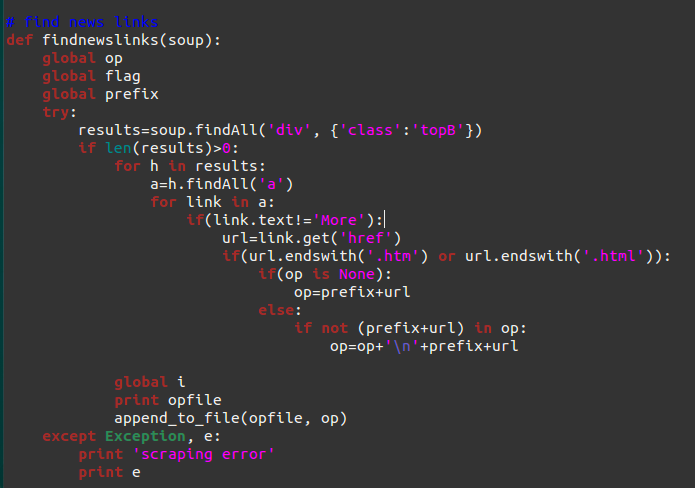 # find news links
def findnewslinks(soup):
    global op
    global flag
    global prefix
    try:
        results=soup.findAll('div', {'class':'topB'})
        if len(results)>0:
            for h in results:
                a=h.findAll('a')
                for link in a:
                    if(link.text!='More'):
                        url=link.get('href')
                        if(url.endswith('.htm') or url.endswith('.html')):
                            if(op is None):
                                op=prefix+url
                            else:
                                if not (prefix+url) in op:
                                    op=op+'\n'+prefix+url

            global i
            print opfile
            append_to_file(opfile, op)
    except Exception, e:
        print 'scraping error'
        print e